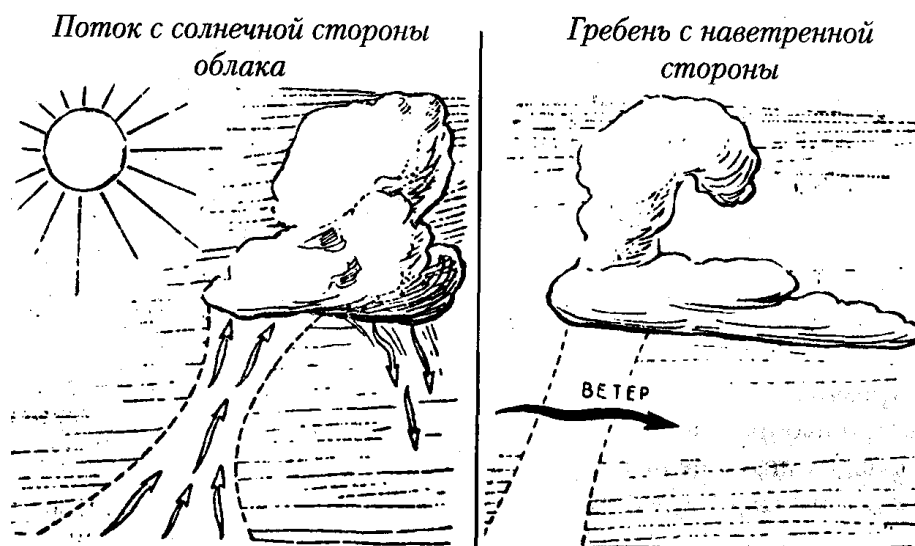 Поток с солнечной стороны
облака
Гребень с наветренной
стороны
ВЕТЕР